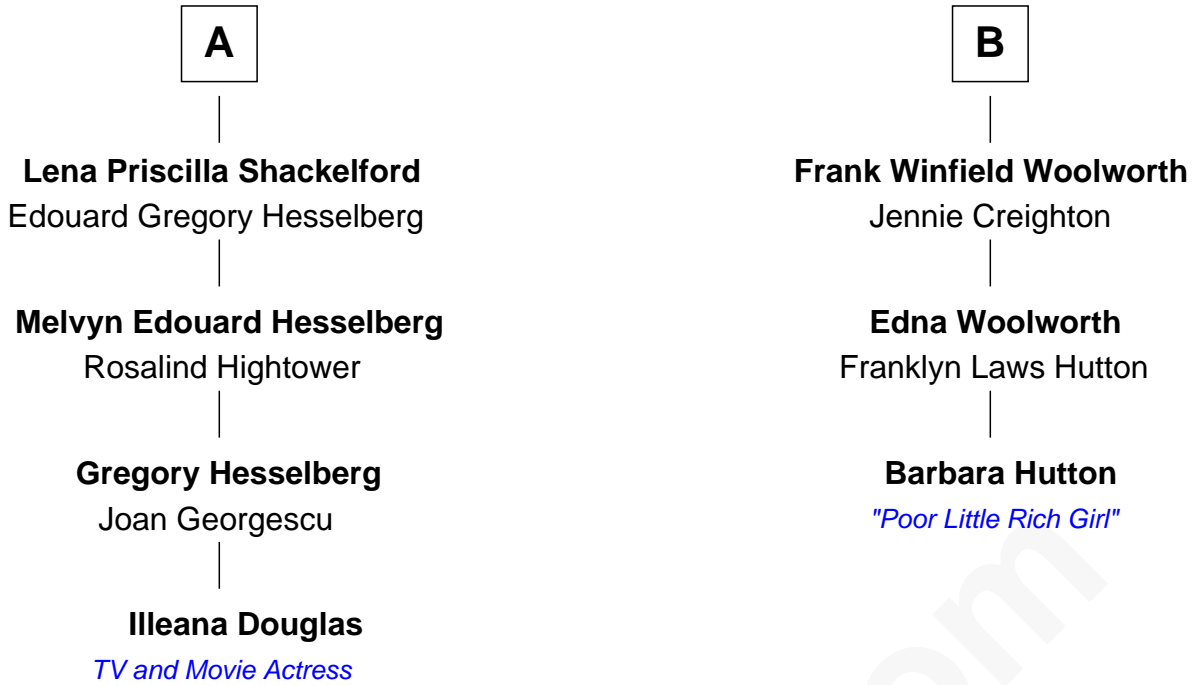 A
Lena Priscilla Shackelford
Edouard Gregory Hesselberg
Melvyn Edouard Hesselberg
Rosalind Hightower
Gregory Hesselberg
Joan Georgescu
Illeana Douglas
TV and Movie Actress
B
Frank Winfield Woolworth
Jennie Creighton
Edna Woolworth
Franklyn Laws Hutton
Barbara Hutton
"Poor Little Rich Girl"
om